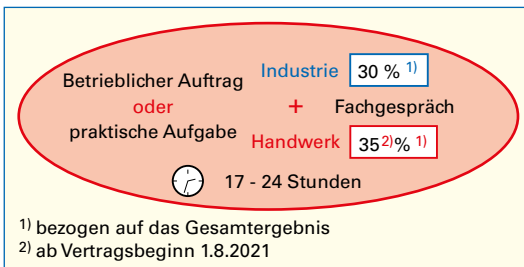 Betrieblicher Auftrag
oder
praktische Aufgabe
Industrie 30 % 1)
+ Fachgespräch
Handwerk 35 2) % 1)
17 - 24 Stunden
1) bezogen auf das Gesamtergebnis
2) ab Vertragsbeginn 1.8.2021